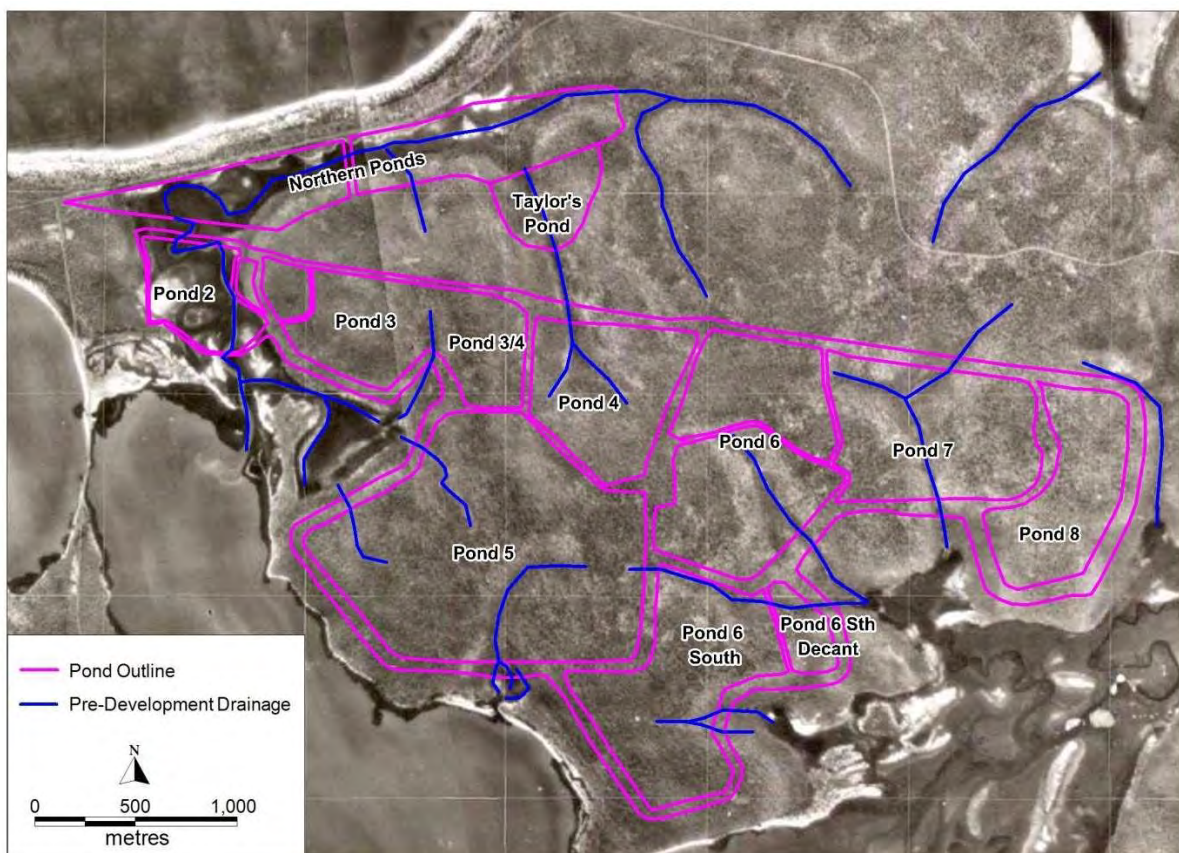 Northern Ponds
Taylor's
Pond
Pond 2
Pond 3
Pond 3/4
Pond 4
Pond 6
Pond 7
Pond 5
Pond 8
Pond 6
South
Pond 6 Sth
Decant
Pond Outline
Pre-Development Drainage
N
0 500 1,000
metres